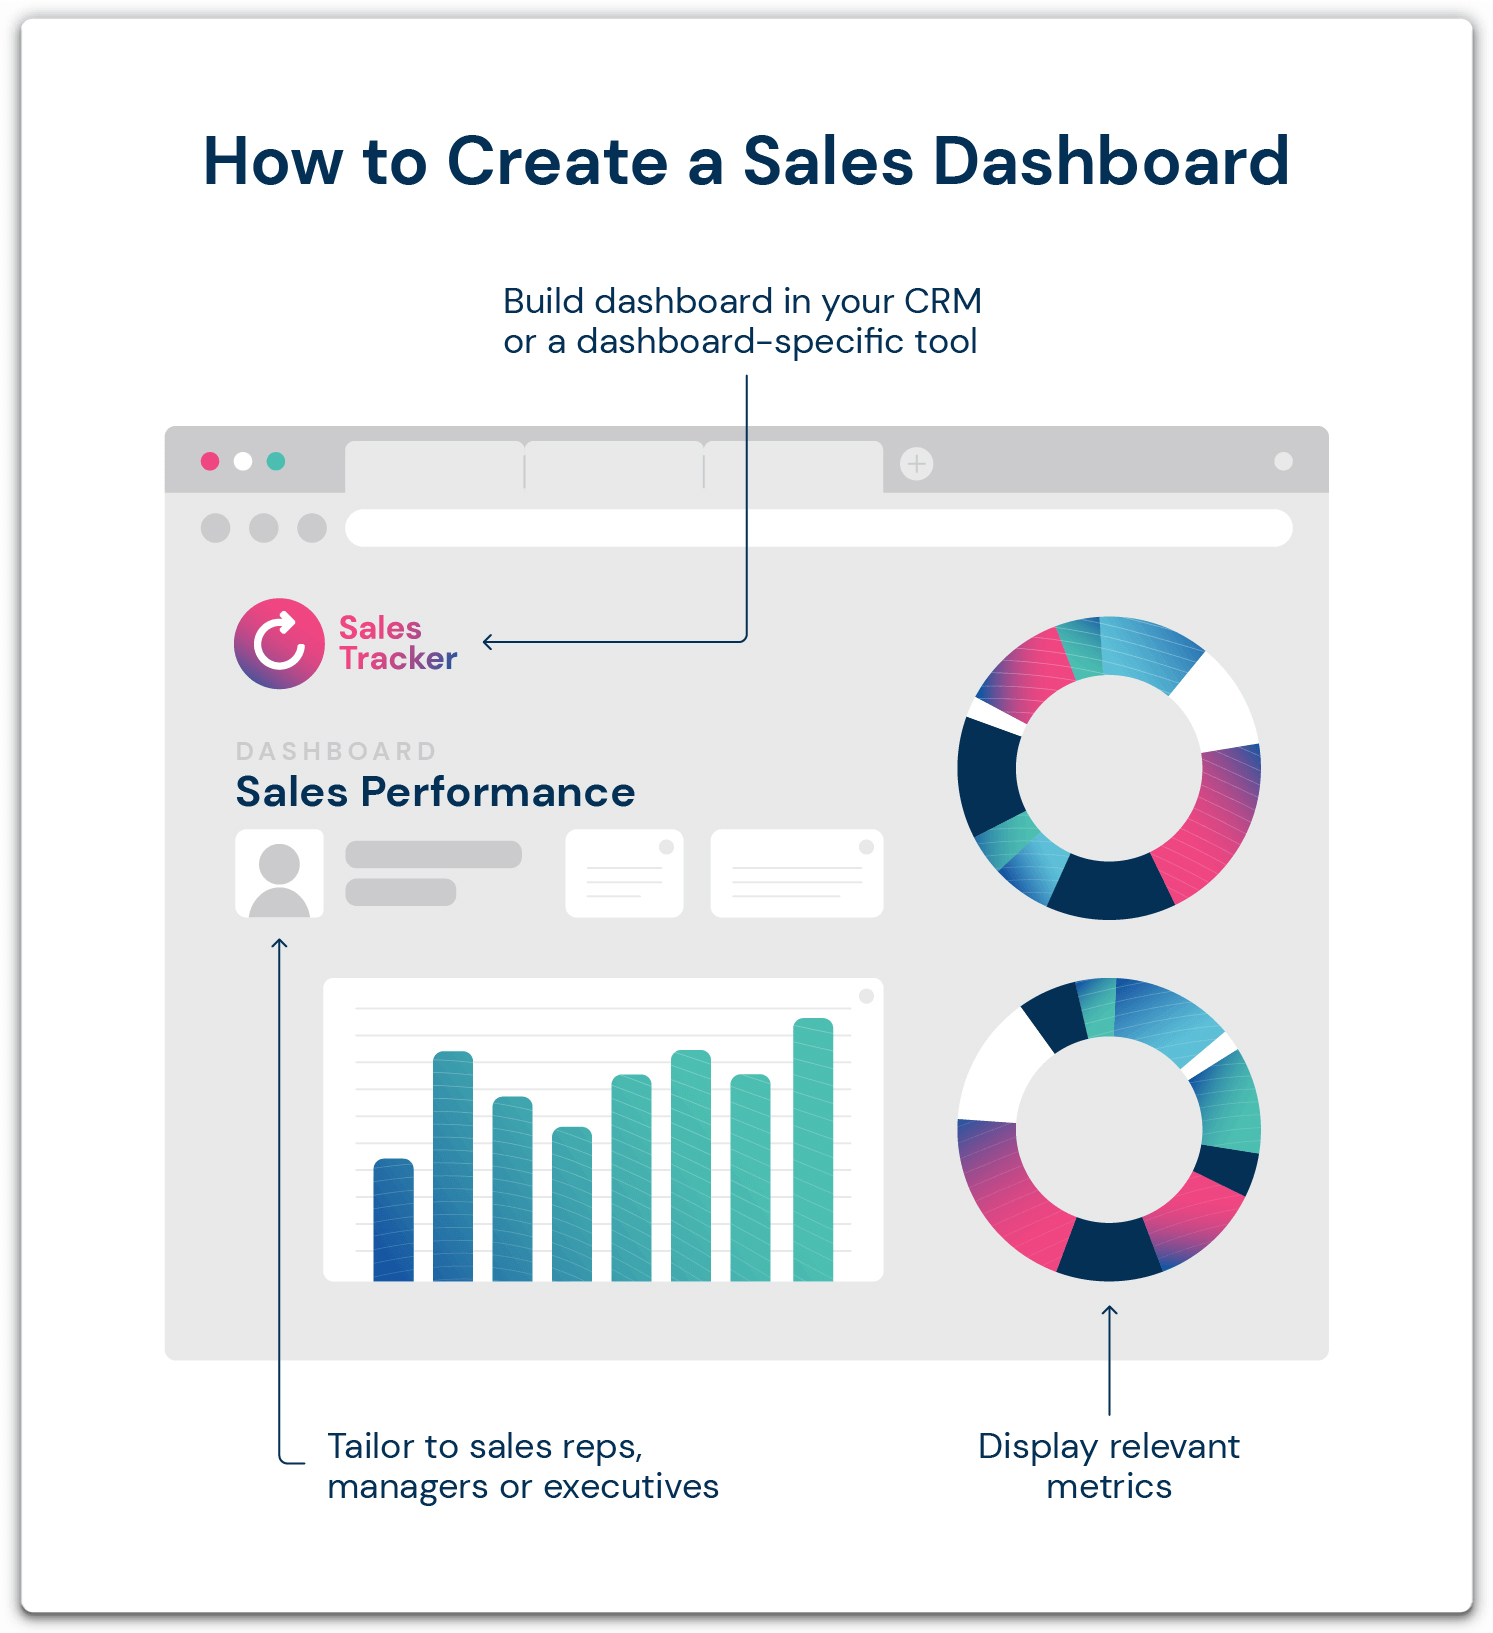 How to Create a Sales Dashboard
Build dashboard in your CRM
or a dashboard-specific tool
Sales
Tracker
DASHBOARD
Sales Performance
Tailor to sales reps,
managers or executives
Display relevant
metrics